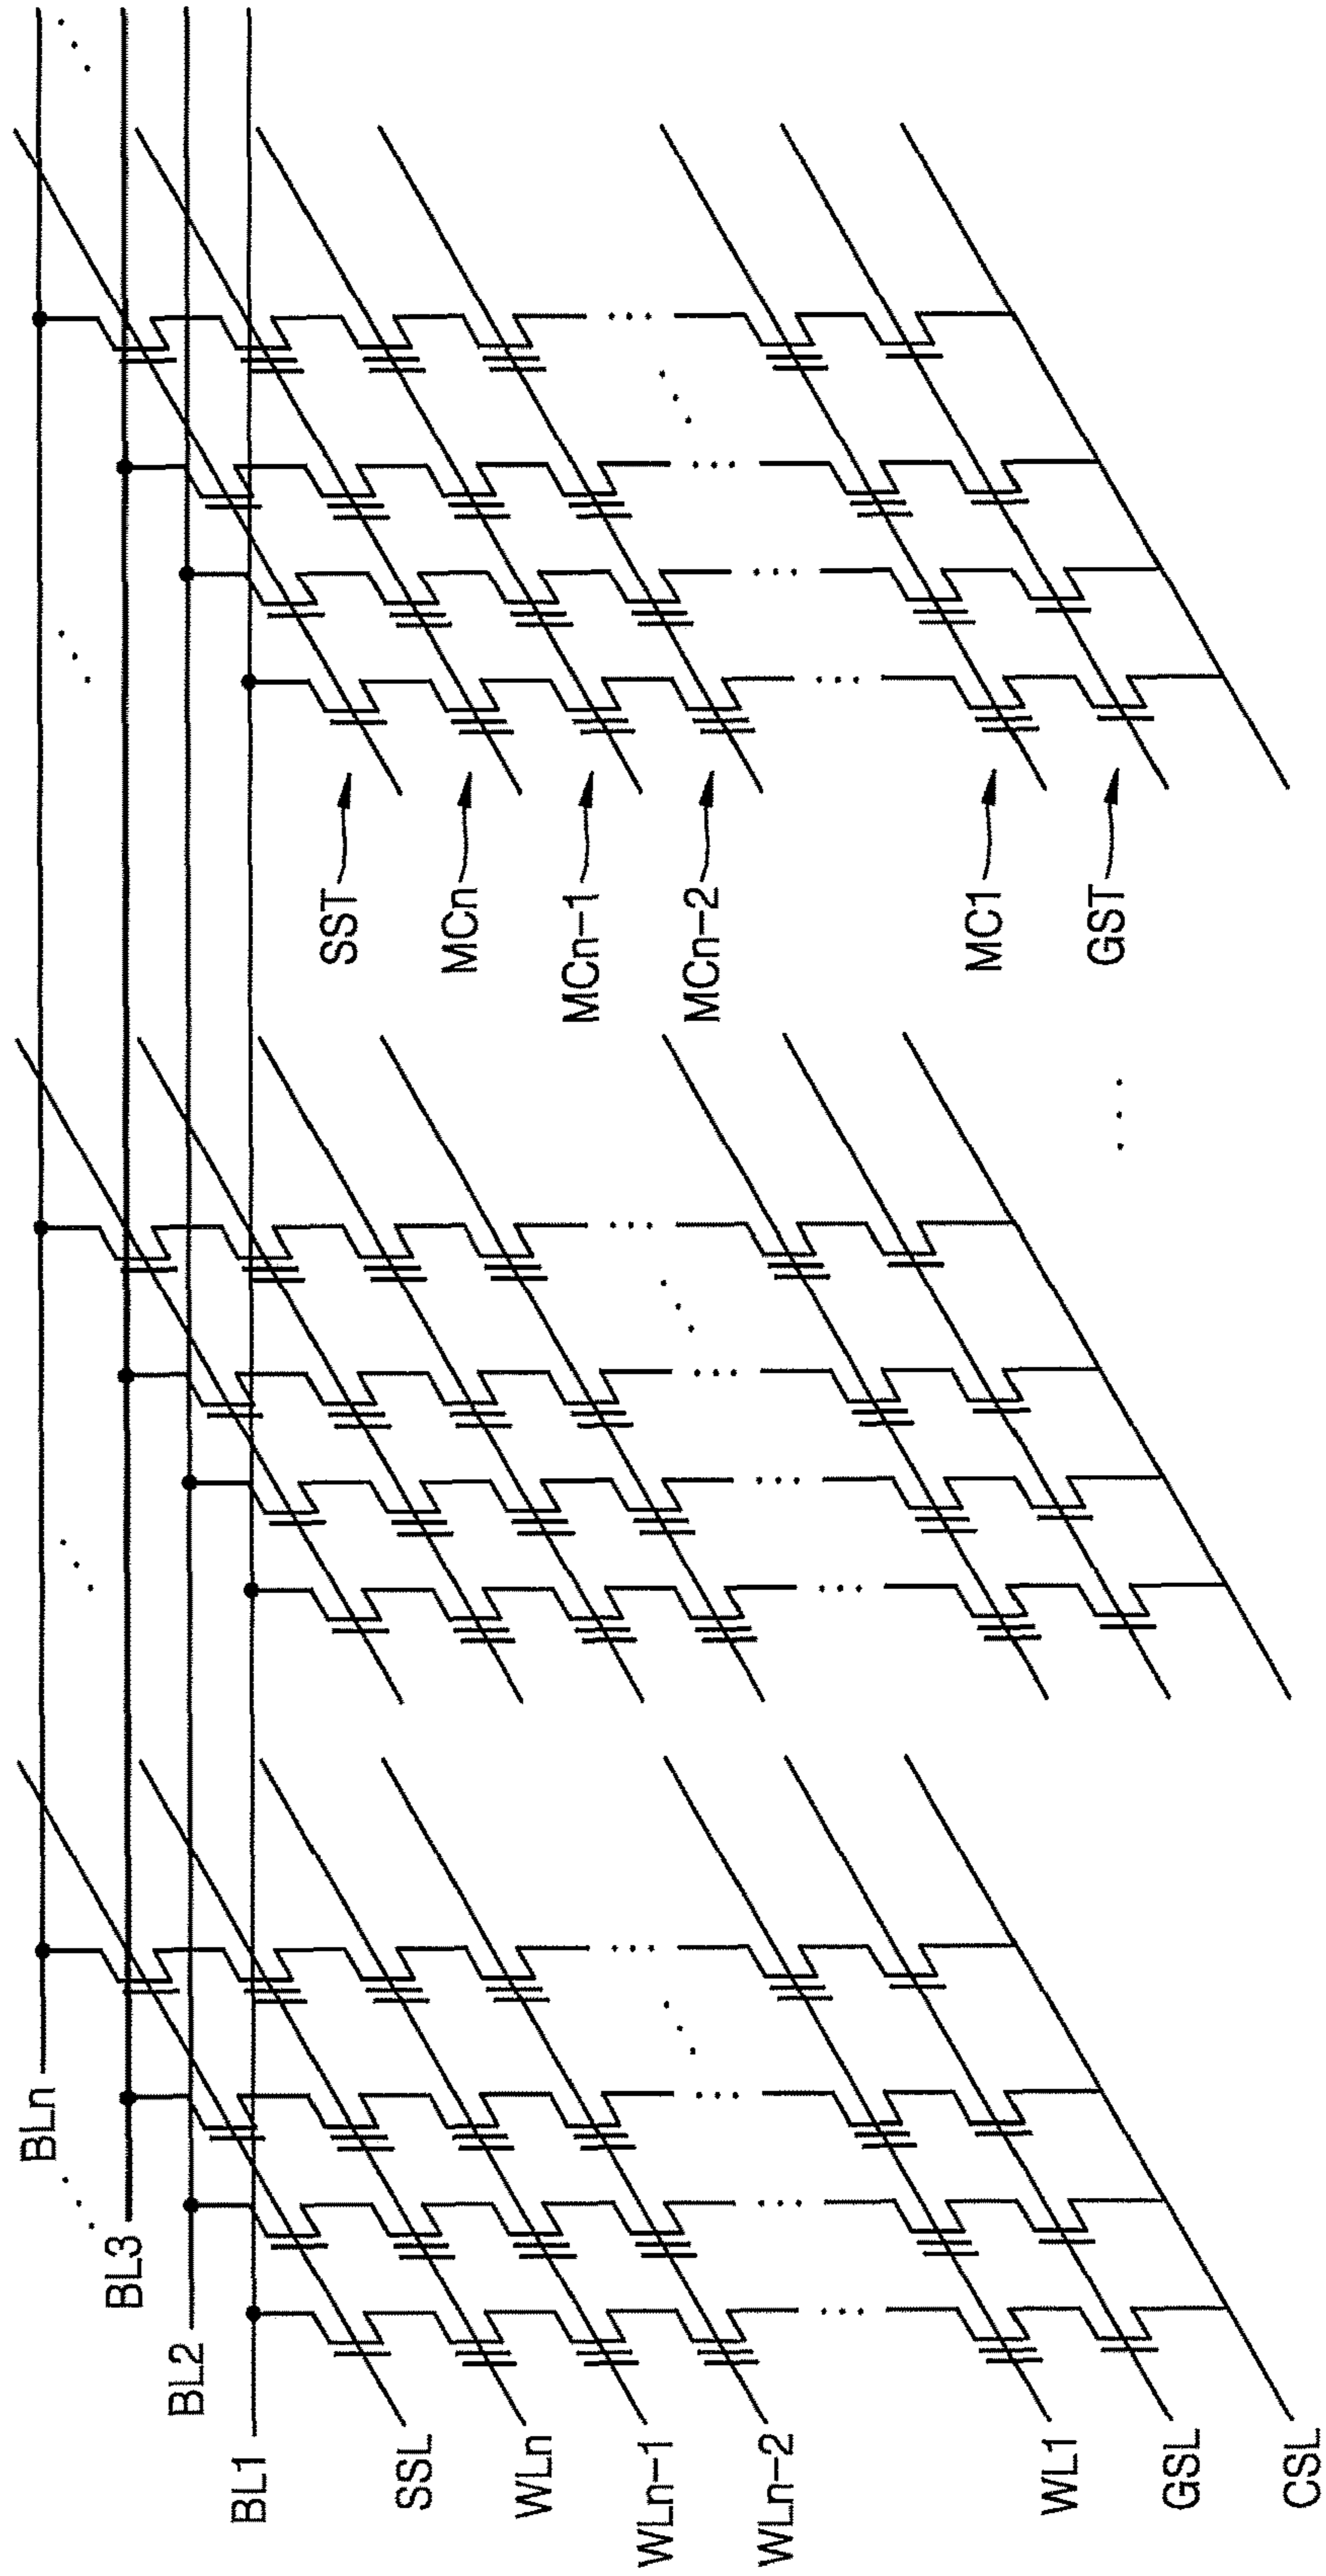 BLn
BL3
BL2
BL1
SSL
WLn
WLn-1
WLn-2
WL1
GSL
CSL
SST
MCn
MCn-1
MCn-2
MC1
GST